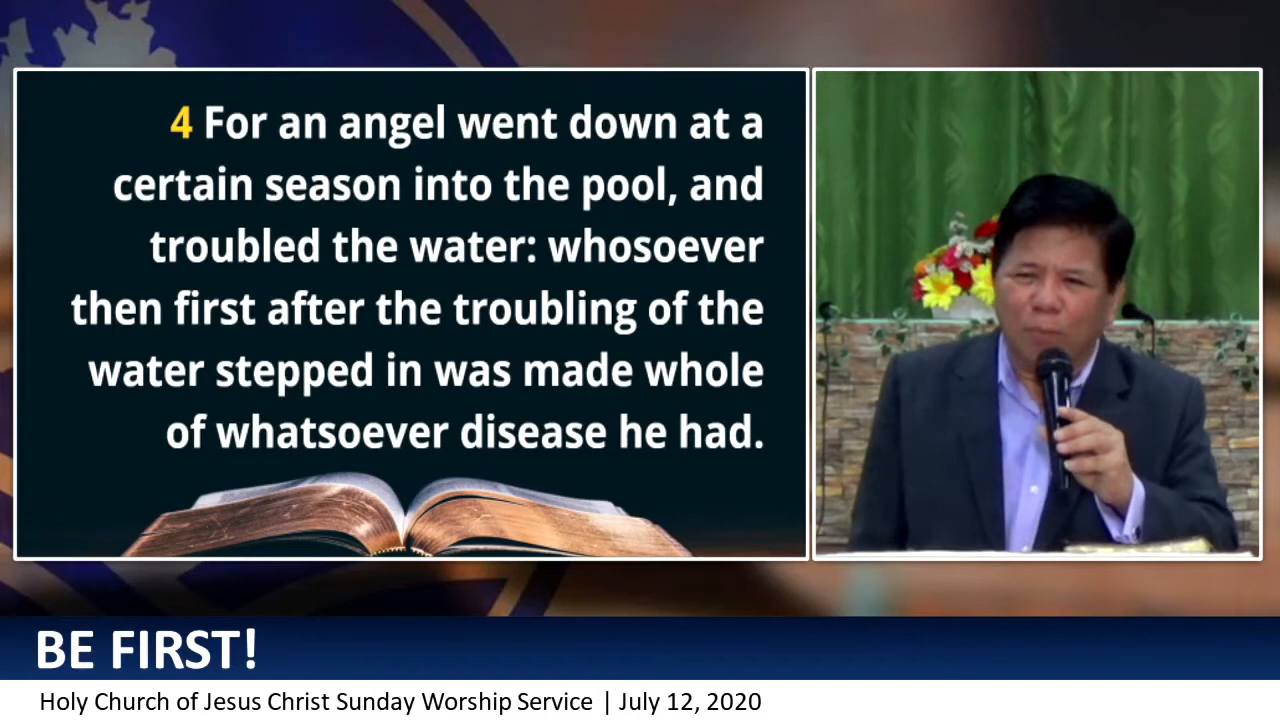 4 For an angel went down at a
certain season into the pool, and
troubled the water: whosoever
then first after the troubling of the
water stepped in was made whole
of whatsoever disease he had.
BE FIRST!
Holy Church of Jesus Christ Sunday Worship Service | July 12, 2020